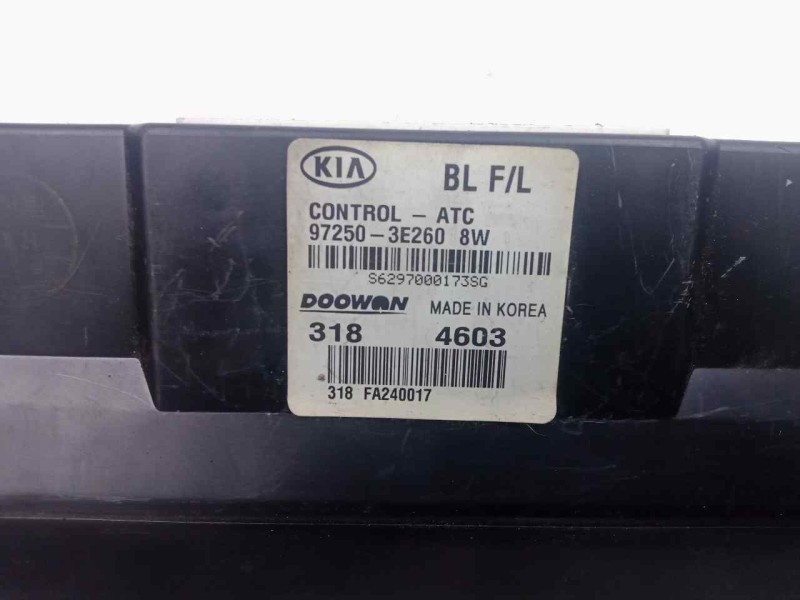 KIA BL F/L
CONTROL - ATC
97250-3E260 8W
S6297000173SG
DOOWON MADE IN KOREA
318 4603
318 FA240017